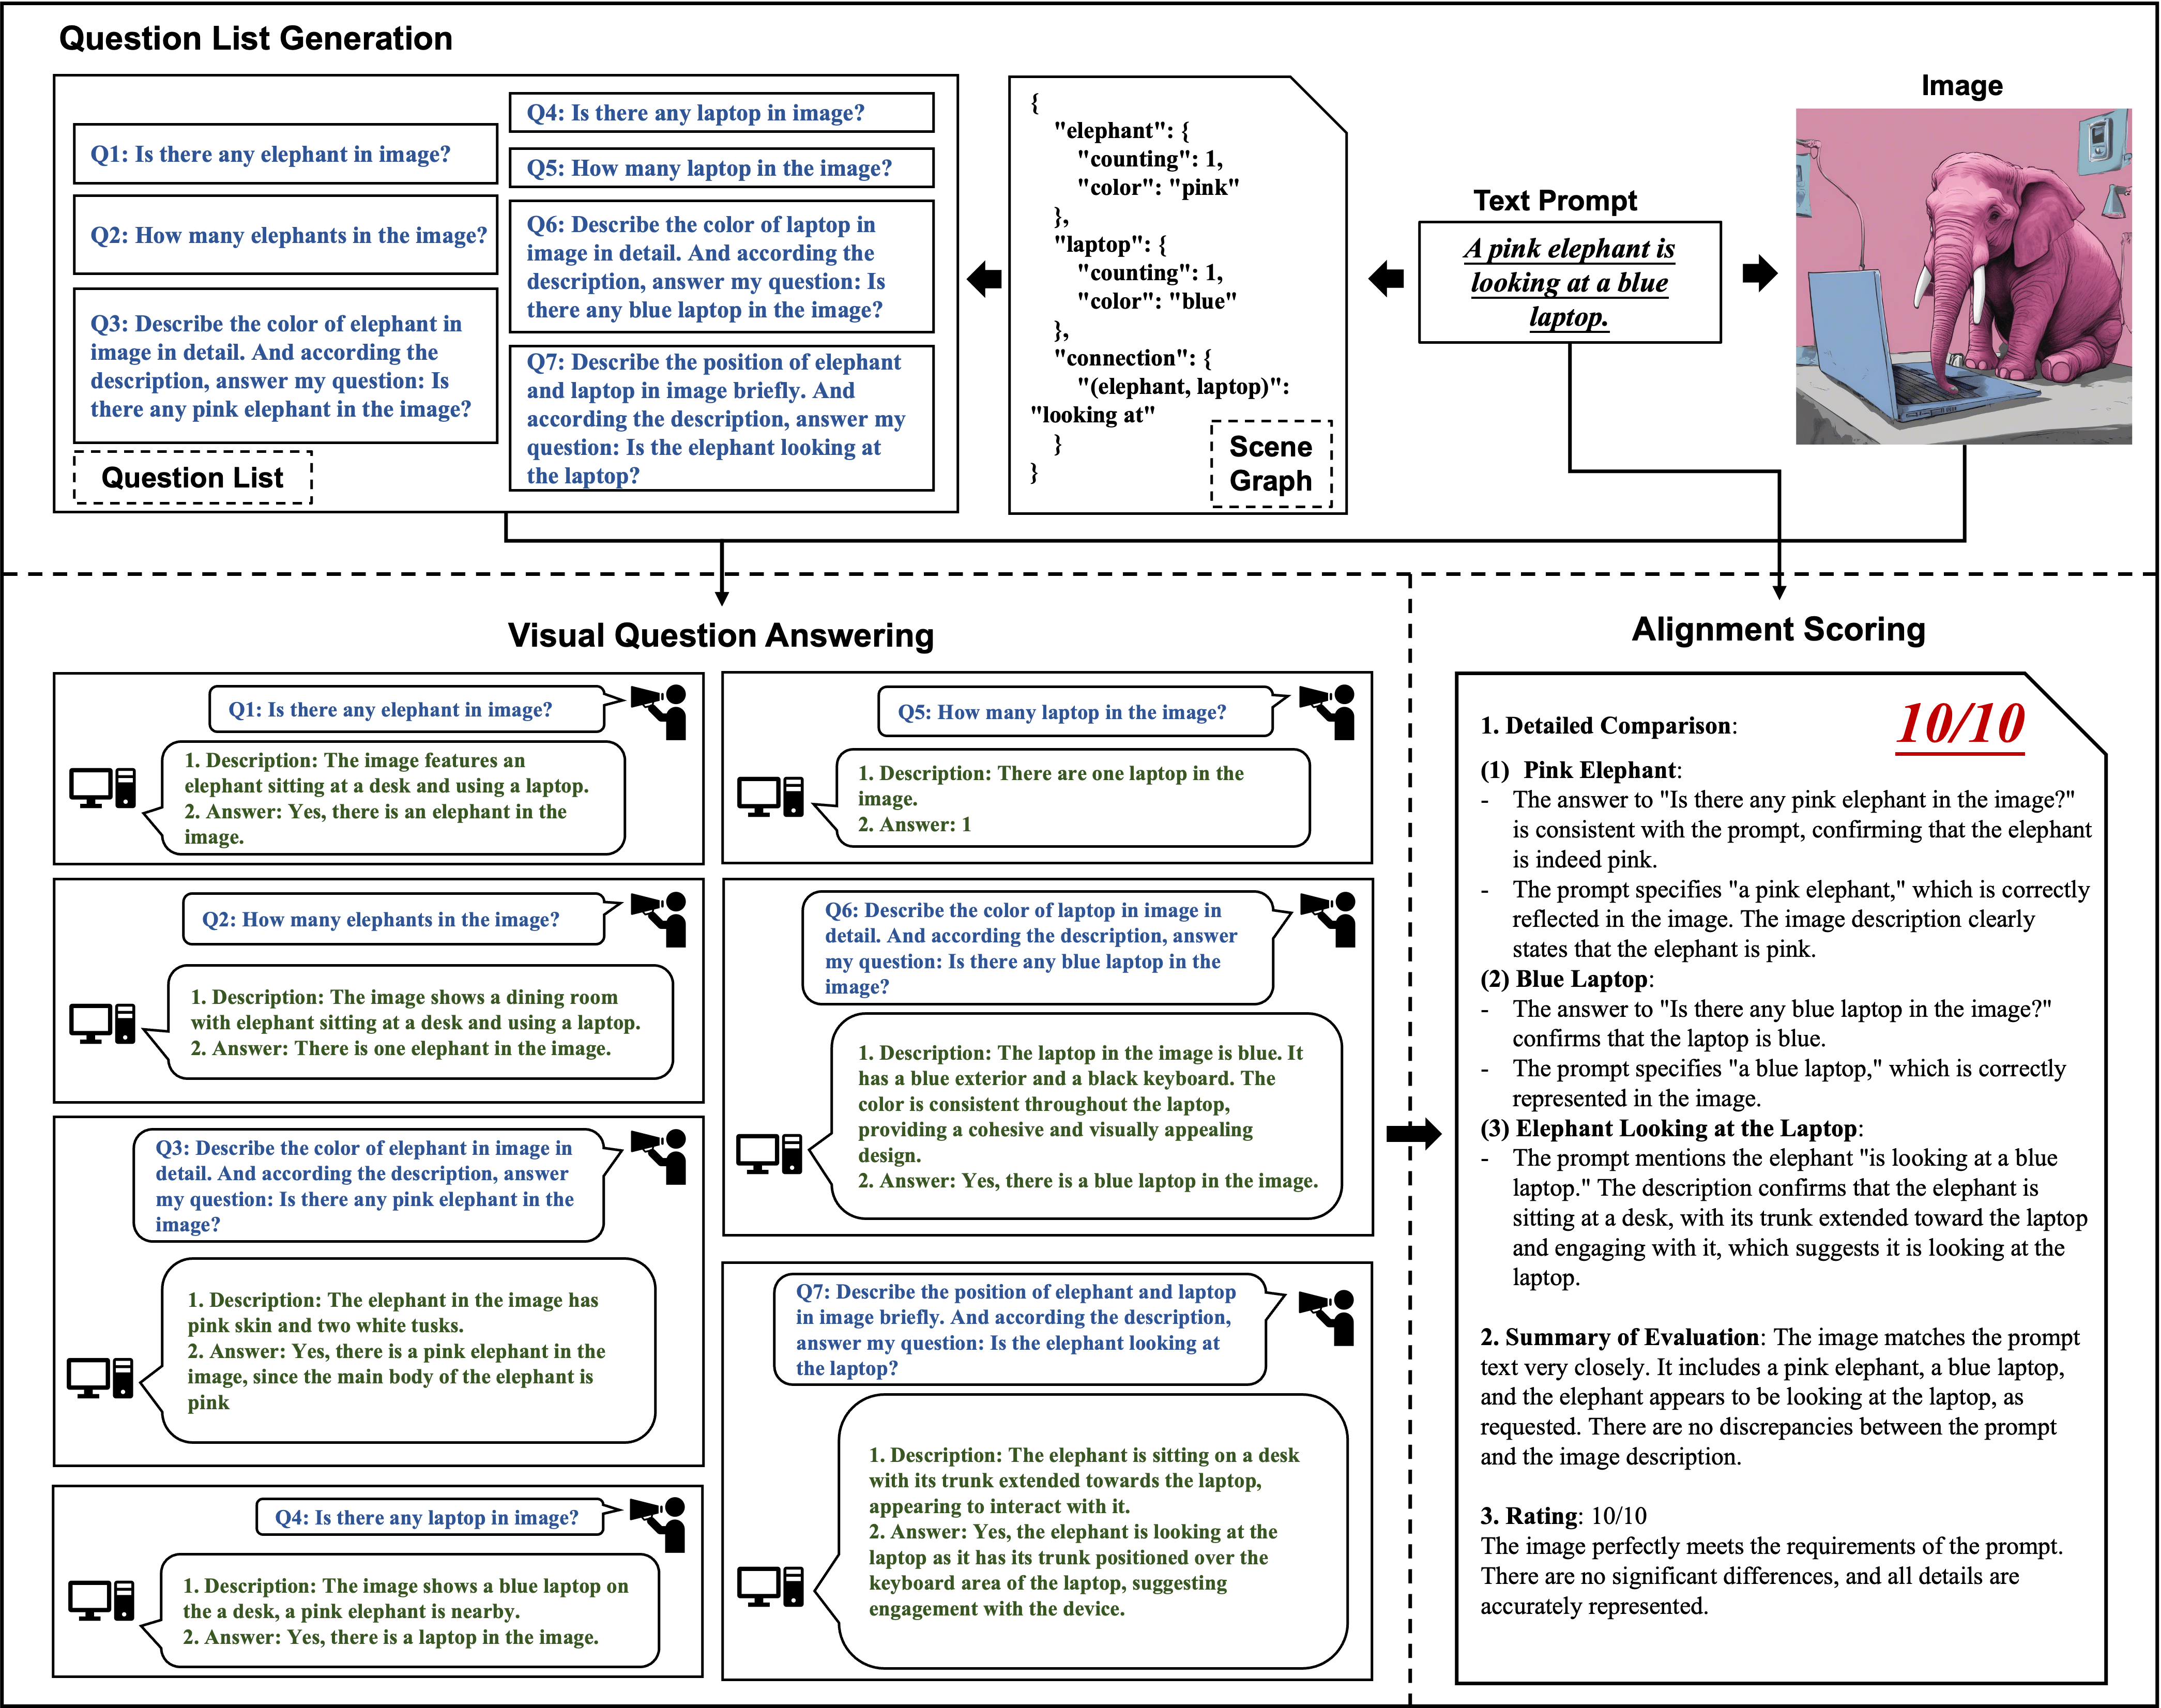 Question List Generation
Q1: Is there any elephant in image?
Q2: How many elephants in the image?
Q3: Describe the color of elephant in
image in detail. And according the
description, answer my question: Is
there any pink elephant in the image?
Question List
Q4: Is there any laptop in image?
Q5: How many laptop in the image?
Q6: Describe the color of laptop in
image in detail. And according the
description, answer my question: Is
there any blue laptop in the image?
Q7: Describe the position of elephant
and laptop in image briefly. And
according the description, answer my
question: Is the elephant looking at
the laptop?
{
"elephant": {
"counting": 1,
"color": "pink"
},
"laptop": {
"counting": 1,
"color": "blue"
},
"connection": {
"(elephant, laptop)":
"looking at"
}
}
Scene
Graph
Text Prompt
A pink elephant is
looking at a blue
laptop.
Image
Visual Question Answering
Q1: Is there any elephant in image?
1. Description: The image features an
elephant sitting at a desk and using a laptop.
2. Answer: Yes, there is an elephant in the
image.
Q2: How many elephants in the image?
1. Description: The image shows a dining room
with elephant sitting at a desk and using a laptop.
2. Answer: There is one elephant in the image.
Q3: Describe the color of elephant in image in
detail. And according the description, answer
my question: Is there any pink elephant in the
image?
1. Description: The elephant in the image has
pink skin and two white tusks.
2. Answer: Yes, there is a pink elephant in the
image, since the main body of the elephant is
pink
Q4: Is there any laptop in image?
1. Description: The image shows a blue laptop on
the a desk, a pink elephant is nearby.
2. Answer: Yes, there is a laptop in the image.
Q5: How many laptop in the image?
1. Description: There are one laptop in the
image.
2. Answer: 1
Q6: Describe the color of laptop in image in
detail. And according the description, answer
my question: Is there any blue laptop in the
image?
1. Description: The laptop in the image is blue. It
has a blue exterior and a black keyboard. The
color is consistent throughout the laptop,
providing a cohesive and visually appealing
design.
2. Answer: Yes, there is a blue laptop in the image.
Q7: Describe the position of elephant and laptop
in image briefly. And according the description,
answer my question: Is the elephant looking at
the laptop?
1. Description: The elephant is sitting on a desk
with its trunk extended towards the laptop,
appearing to interact with it.
2. Answer: Yes, the elephant is looking at the
laptop as it has its trunk positioned over the
keyboard area of the laptop, suggesting
engagement with the device.
Alignment Scoring
10/10
1. Detailed Comparison:
(1) Pink Elephant:
- The answer to "Is there any pink elephant in the image?"
is consistent with the prompt, confirming that the elephant
is indeed pink.
- The prompt specifies "a pink elephant," which is correctly
reflected in the image. The image description clearly
states that the elephant is pink.
(2) Blue Laptop:
- The answer to "Is there any blue laptop in the image?"
confirms that the laptop is blue.
- The prompt specifies "a blue laptop," which is correctly
represented in the image.
(3) Elephant Looking at the Laptop:
- The prompt mentions the elephant "is looking at a blue
laptop." The description confirms that the elephant is
sitting at a desk, with its trunk extended toward the laptop
and engaging with it, which suggests it is looking at the
laptop.
2. Summary of Evaluation: The image matches the prompt
text very closely. It includes a pink elephant, a blue laptop,
and the elephant appears to be looking at the laptop, as
requested. There are no discrepancies between the prompt
and the image description.
3. Rating: 10/10
The image perfectly meets the requirements of the prompt.
There are no significant differences, and all details are
accurately represented.